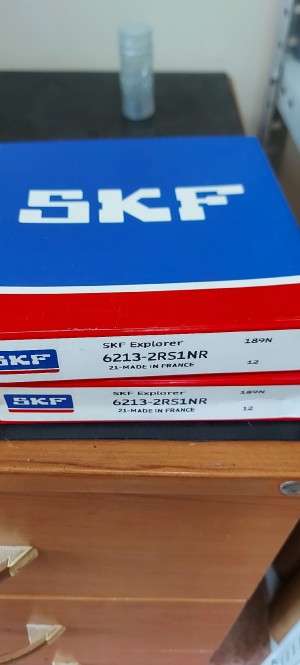 SKF
SKF
SKF Explorer
189N
6213-2RS1NR
21-MADE IN FRANCE
12
SKF
SKF Explorer
189N
6213-2RS1NR
21-MADE IN FRANCE
12